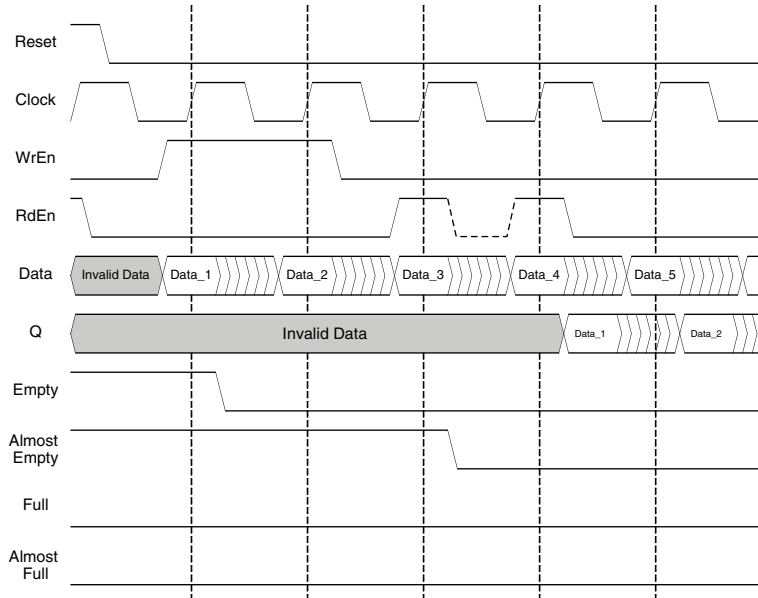 Reset
Clock
WrEn
RdEn
Data
Invalid Data
Data_1
Data_2
Data_3
Data_4
Data_5
Q
Invalid Data
Data_1
Data_2
Empty
Almost
Empty
Full
Almost
Full